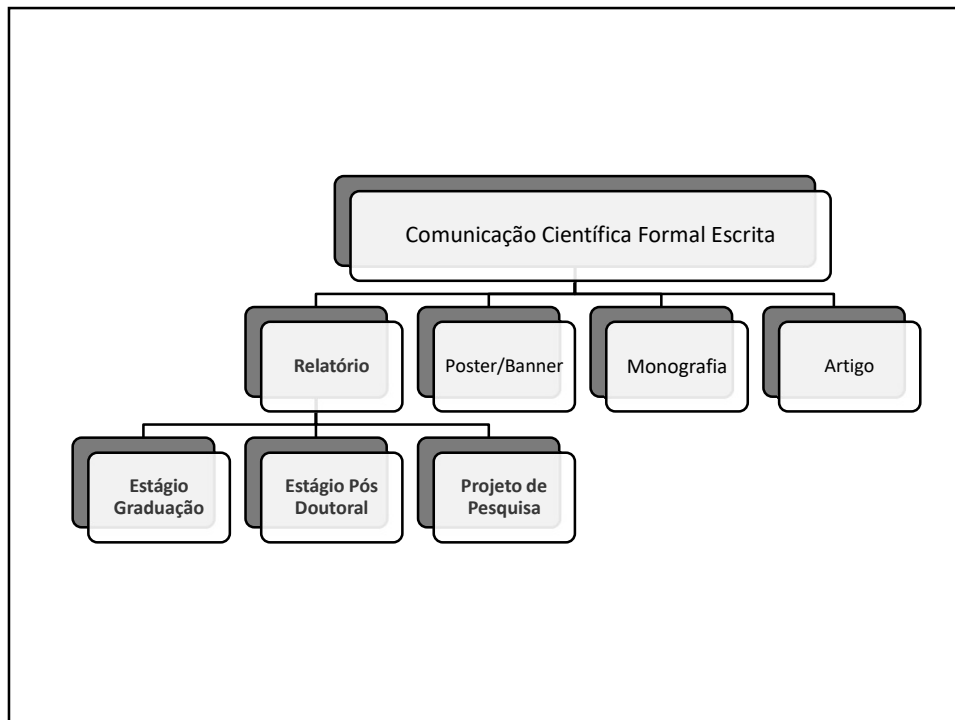 Comunicação Científica Formal Escrita
Relatório
Poster/Banner
Monografia
Artigo
Estágio
Graduação
Estágio Pós
Doutoral
Projeto de
Pesquisa